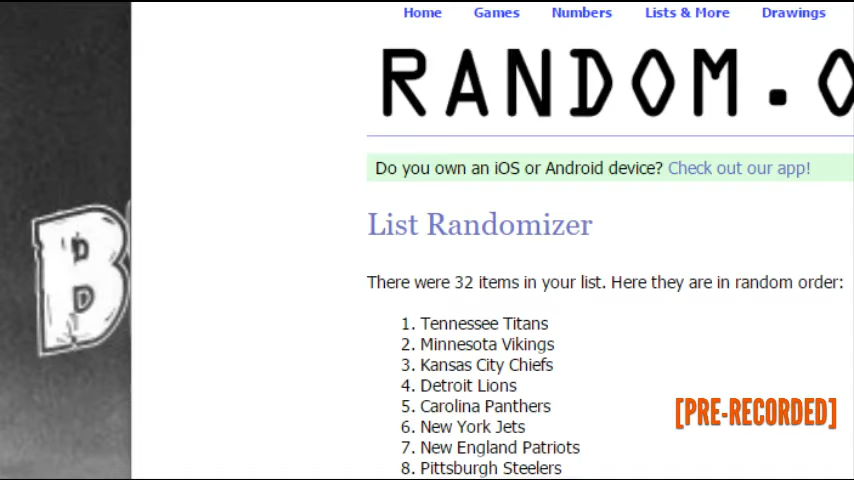 Home Games Numbers Lists & More Drawings
RANDOM.O
Do you own an iOS or Android device? Check out our app!
List Randomizer
There were 32 items in your list. Here they are in random order:
1. Tennessee Titans
2. Minnesota Vikings
3. Kansas City Chiefs
4. Detroit Lions
5. Carolina Panthers
6. New York Jets
7. New England Patriots
8. Pittsburgh Steelers
[PRE-RECORDED]
B